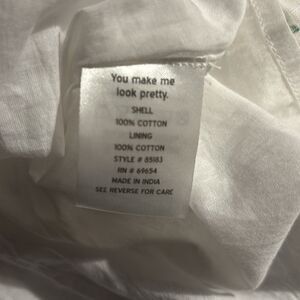 You make me
look pretty.
SHELL
100% COTTON
LINING
100% COTTON
STYLE # 85183
RN # 69654
MADE IN INDIA
SEE REVERSE FOR CARE